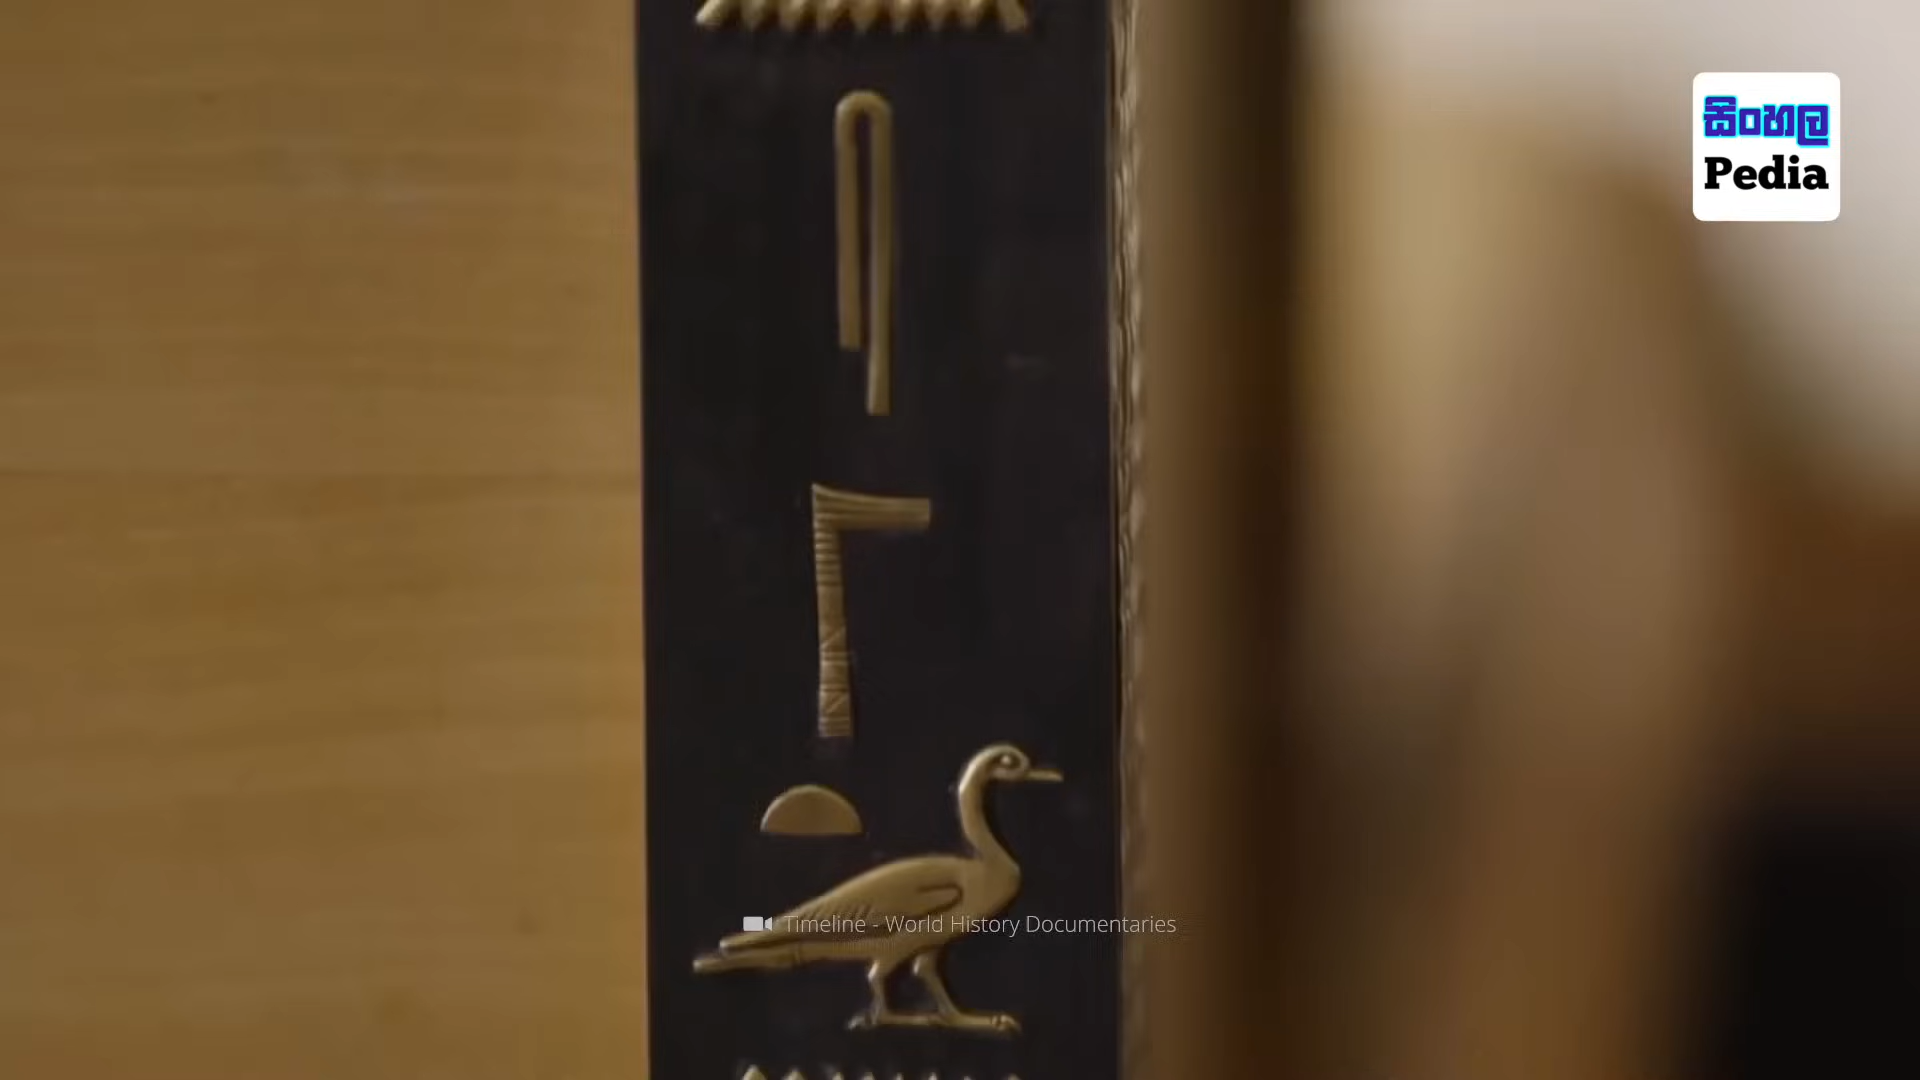 සිංහල
Pedia
Timeline - World History Documentaries